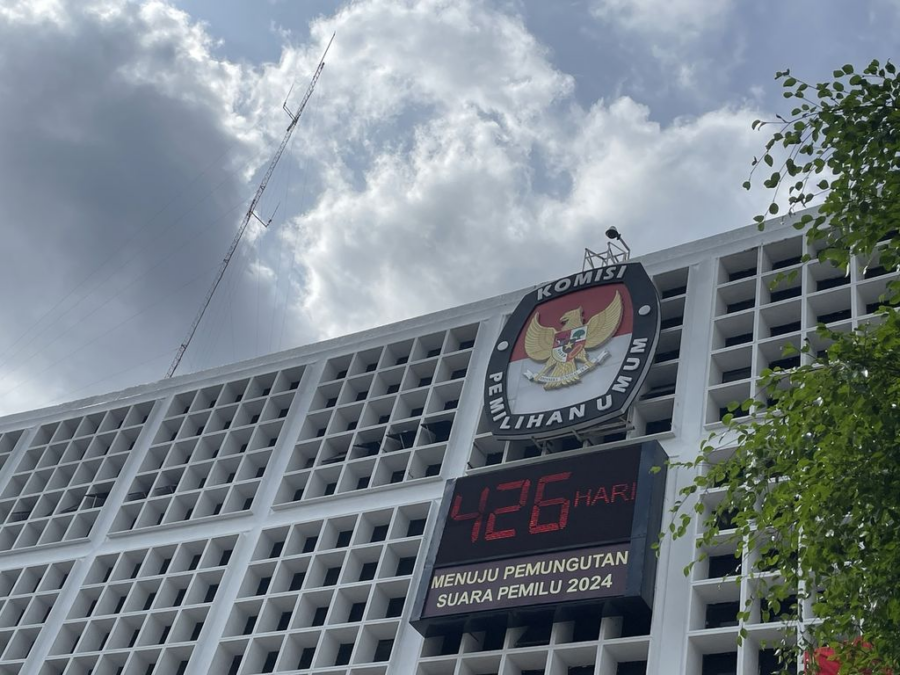 KOMISI
PEMILIHAN UMUM
426 HARI
MENUJU PEMUNGUTAN
SUARA PEMILU 2024